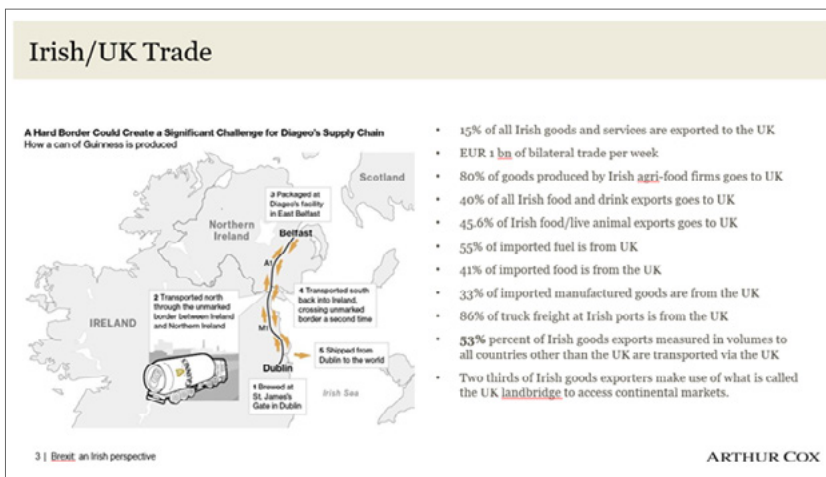 Irish/UK Trade
A Hard Border Could Create a Significant Challenge for Diageo's Supply Chain
How a can of Guinness is produced
Scotland
3 Packaged at
Diageo's facility
in East Belfast
Northern
Ireland
Belfast
A1
2 Transported north
through the unmarked
border between Ireland
and Northern Ireland
4 Transported south
back into Ireland,
crossing unmarked
border a second time
IRELAND
M1
5 Shipped from
Dublin to the world
Dublin
1 Brewed at
St. James's
Gate in Dublin
Irish Sea
• 15% of all Irish goods and services are exported to the UK
• EUR 1 bn of bilateral trade per week
• 80% of goods produced by Irish agri-food firms goes to UK
• 40% of all Irish food and drink exports goes to UK
• 45.6% of Irish food/live animal exports goes to UK
• 55% of imported fuel is from UK
• 41% of imported food is from the UK
• 33% of imported manufactured goods are from the UK
• 86% of truck freight at Irish ports is from the UK
• 53% percent of Irish goods exports measured in volumes to
all countries other than the UK are transported via the UK
• Two thirds of Irish goods exporters make use of what is called
the UK landbridge to access continental markets.
3 | Brexit an Irish perspective
ARTHUR COX